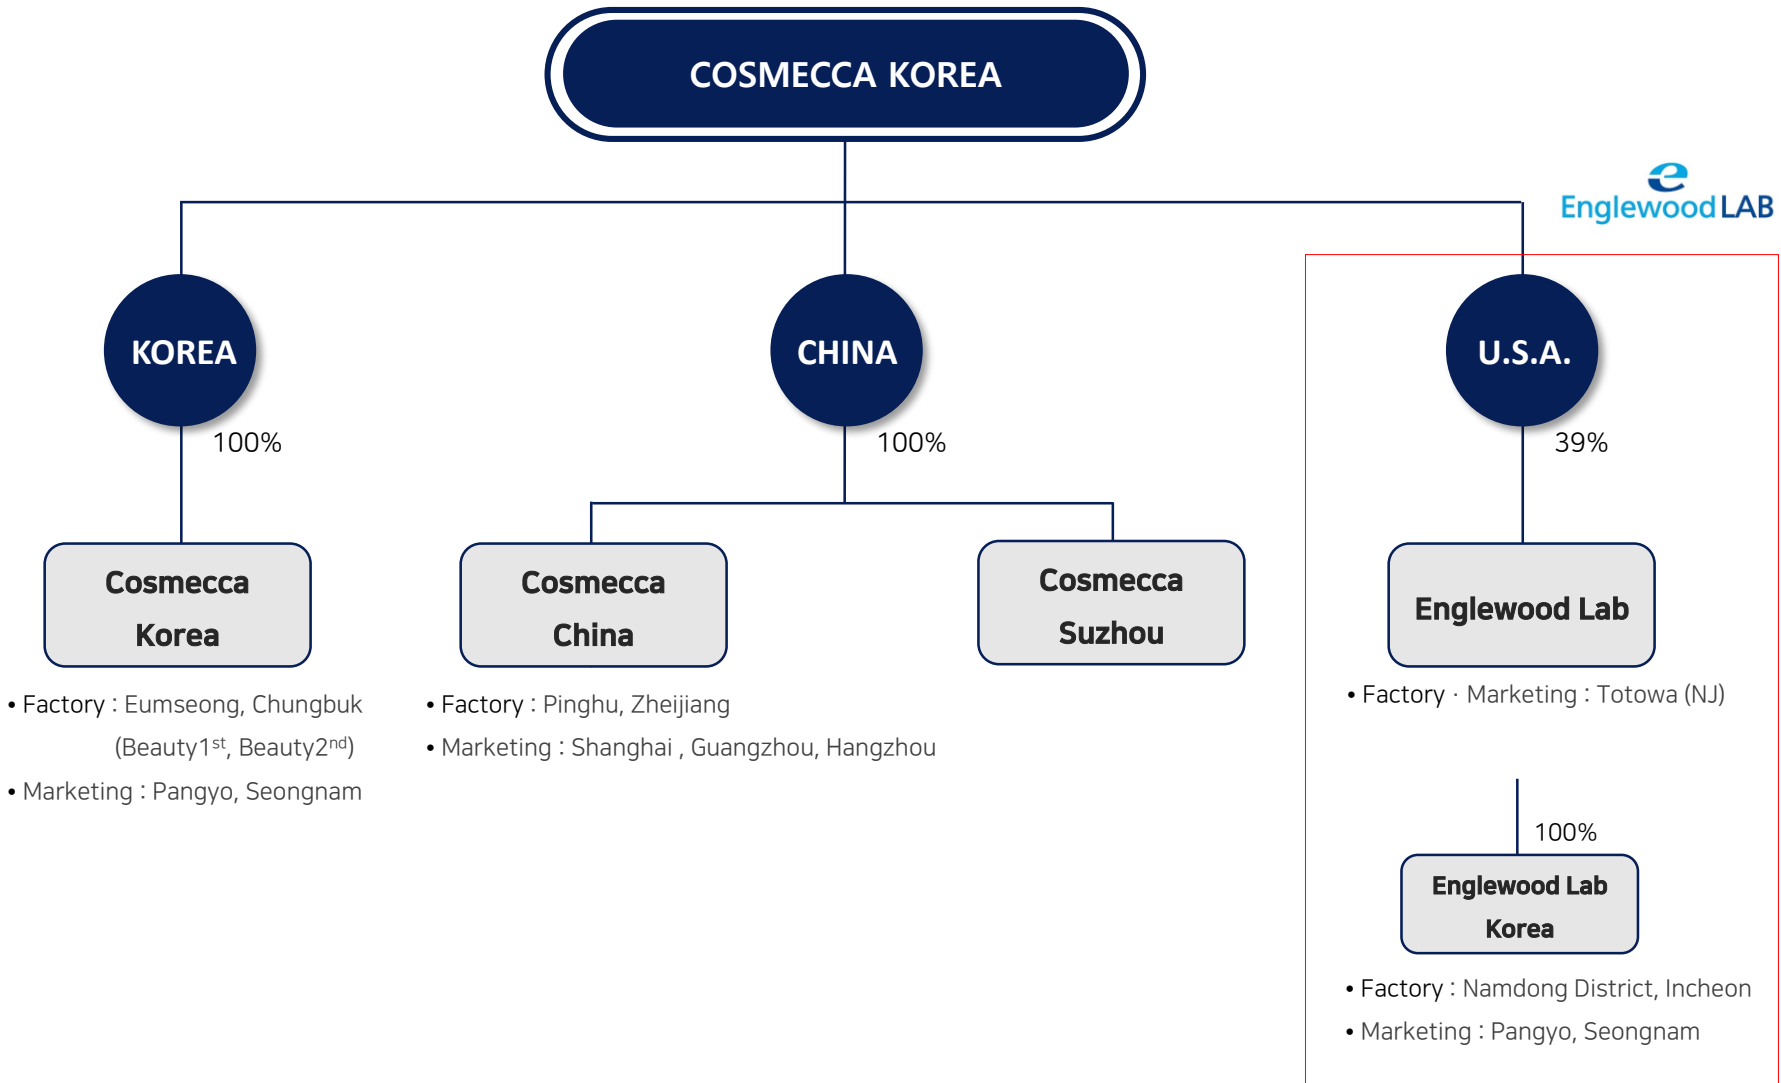 COSMECCA KOREA
e
Englewood LAB
KOREA
CHINA
U.S.A.
100%
100%
39%
Cosmecca
Korea
Cosmecca
China
Cosmecca
Suzhou
Englewood Lab
• Factory : Eumseong, Chungbuk
(Beauty1st, Beauty2nd)
• Marketing : Pangyo, Seongnam
• Factory : Pinghu, Zheijiang
• Marketing : Shanghai , Guangzhou, Hangzhou
• Factory · Marketing : Totowa (NJ)
100%
Englewood Lab
Korea
• Factory : Namdong District, Incheon
• Marketing : Pangyo, Seongnam